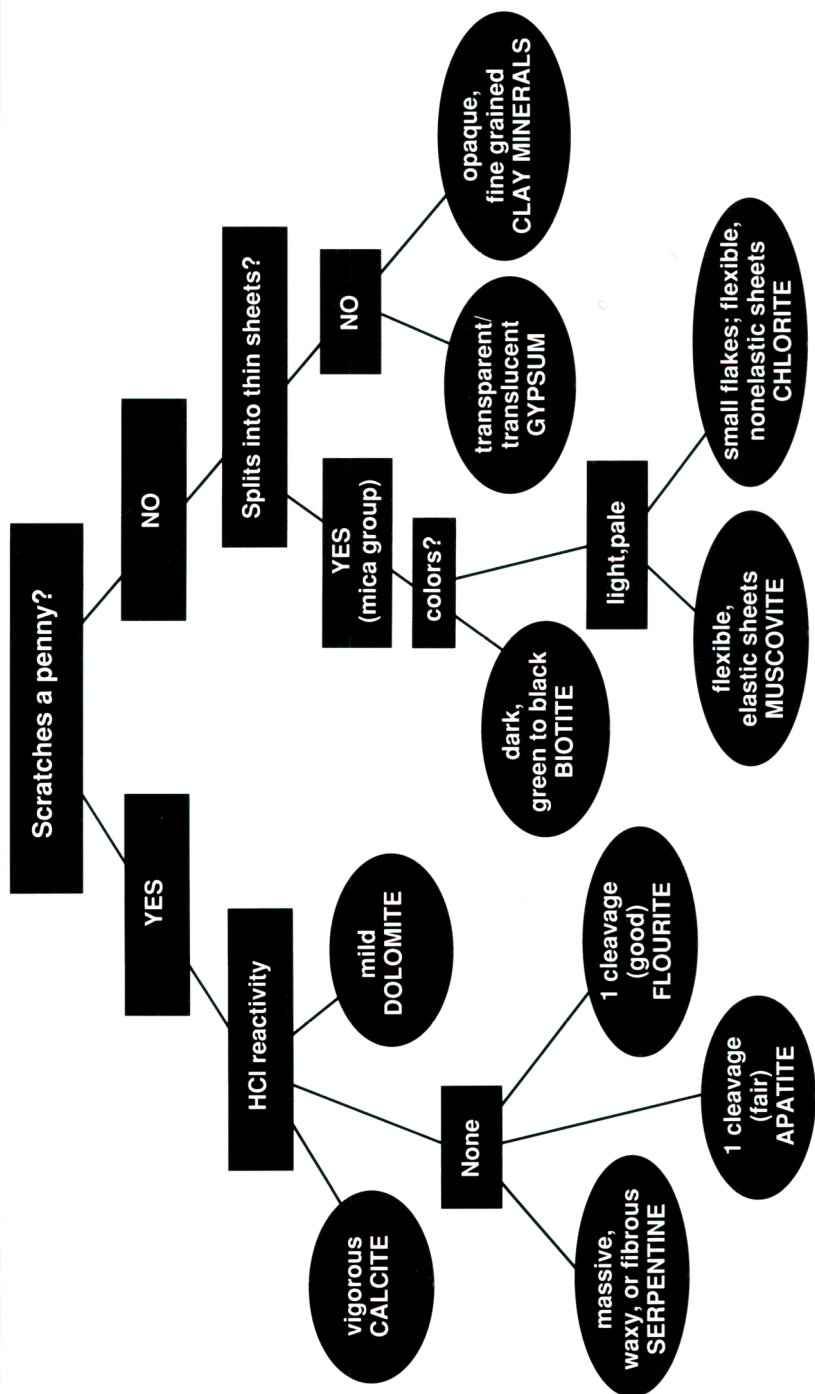 Scratches a penny?
YES
NO
HCl reactivity
Splits into thin sheets?
vigorous
CALCITE
mild
DOLOMITE
None
massive,
waxy, or fibrous
SERPENTINE
1 cleavage
(fair)
APATITE
1 cleavage
(good)
FLOURITE
YES
(mica group)
NO
colors?
dark,
green to black
BIOTITE
light,pale
flexible,
elastic sheets
MUSCOVITE
small flakes; flexible,
nonelastic sheets
CHLORITE
transparent/
translucent
GYPSUM
opaque,
fine grained
CLAY MINERALS